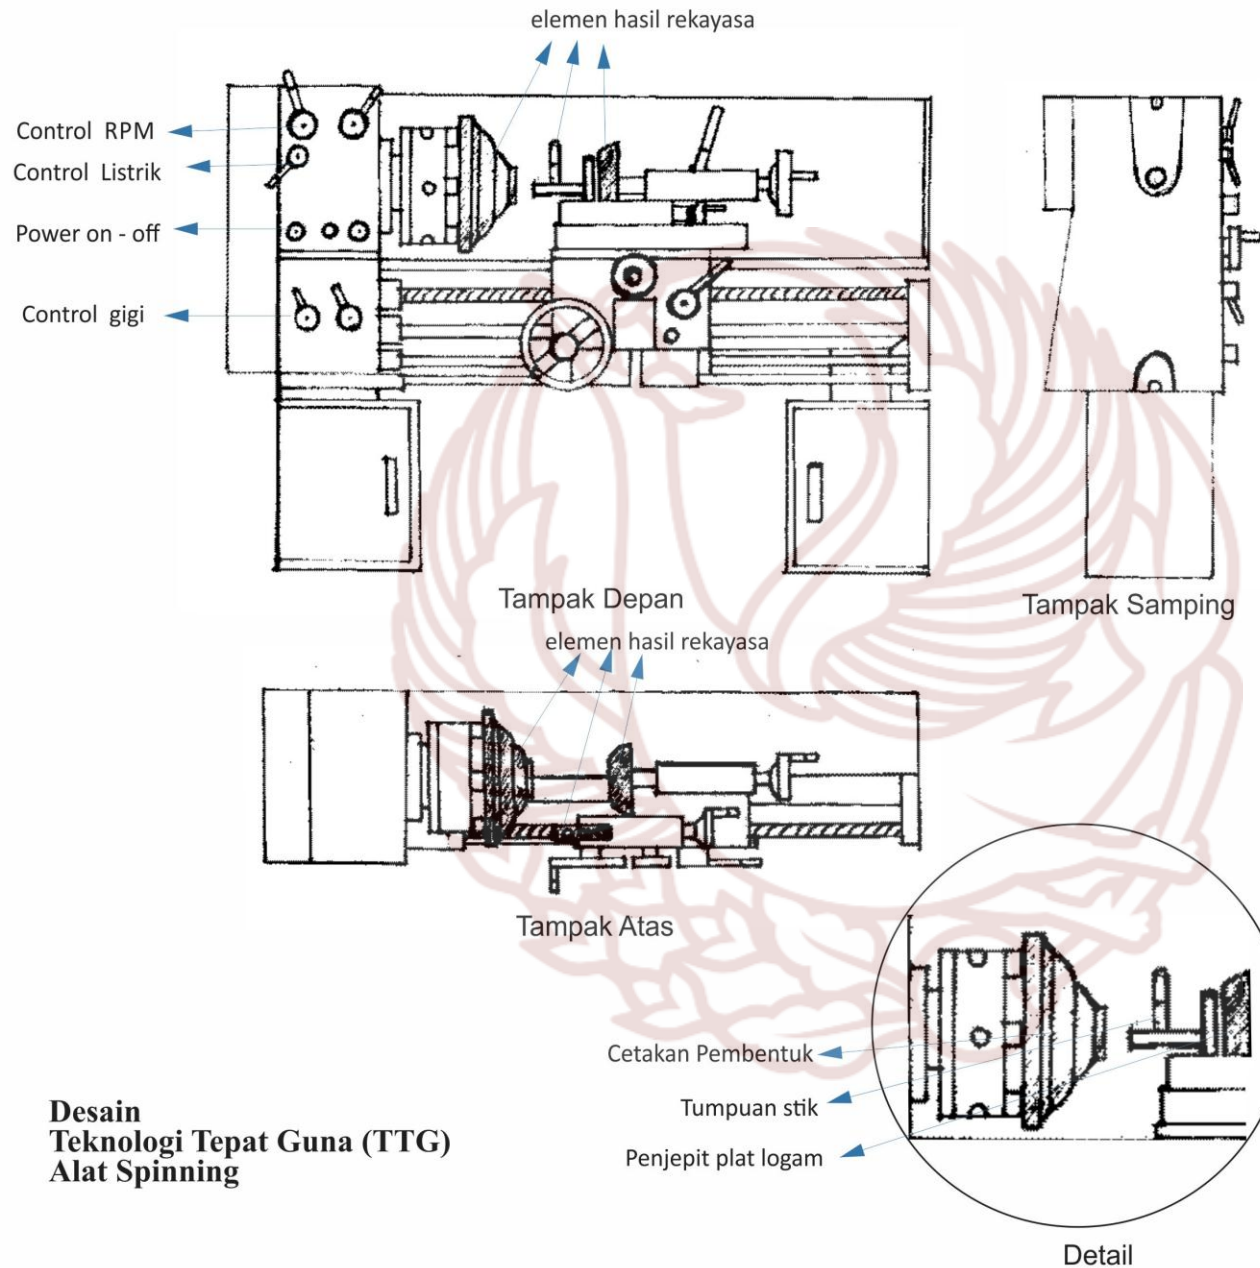 elemen hasil rekayasa
Control RPM
Control Listrik
Power on - off
Control gigi
Tampak Depan
Tampak Samping
elemen hasil rekayasa
Tampak Atas
Cetakan Pembentuk
Tumpuan stik
Penjepit plat logam
Desain
Teknologi Tepat Guna (TTG)
Alat Spinning
Detail